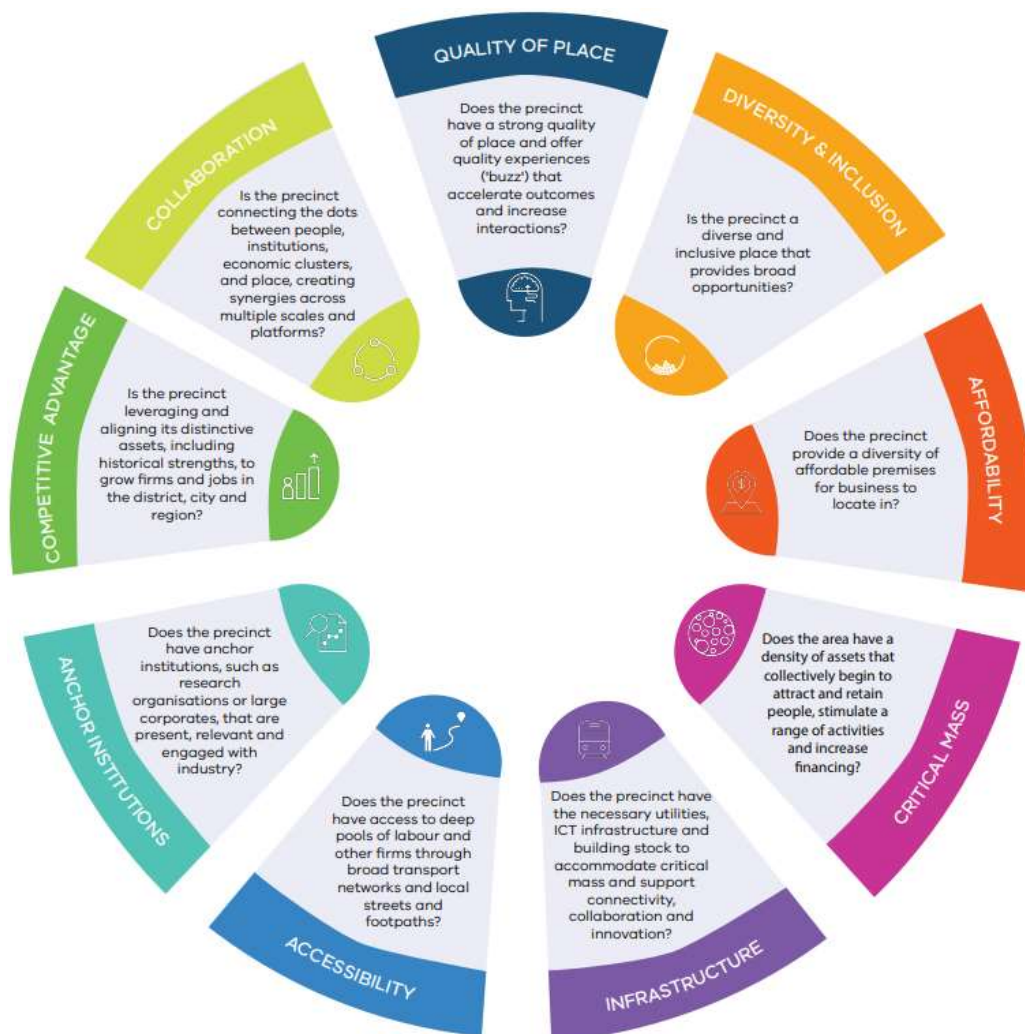 QUALITY OF PLACE
Does the precinct
have a strong quality
of place and offer
quality experiences
('buzz') that
accelerate outcomes
and increase
interactions?
DIVERSITY & INCLUSION
Is the precinct a
diverse and
inclusive place that
provides broad
opportunities?
AFFORDABILITY
Does the precinct
provide a diversity of
affordable premises
for business to
locate in?
$
CRITICAL MASS
Does the area have a
density of assets that
collectively begin to
attract and retain
people, stimulate a
range of activities
and increase
financing?
INFRASTRUCTURE
Does the precinct have
the necessary utilities,
ICT infrastructure and
building stock to
accommodate critical
mass and support
connectivity,
collaboration and
innovation?
ACCESSIBILITY
Does the precinct
have access to deep
pools of labour and
other firms through
broad transport
networks and local
streets and
footpaths?
ANCHOR INSTITUTIONS
Does the precinct
have anchor
institutions, such as
research
organisations or large
corporates, that are
present, relevant and
engaged with
industry?
COMPETITIVE ADVANTAGE
Is the precinct
leveraging and
aligning its distinctive
assets, including
historical strengths, to
grow firms and jobs in
the district, city and
region?
COLLABORATION
Is the precinct
connecting the dots
between people,
institutions,
economic clusters,
and place, creating
synergies across
multiple scales and
platforms?